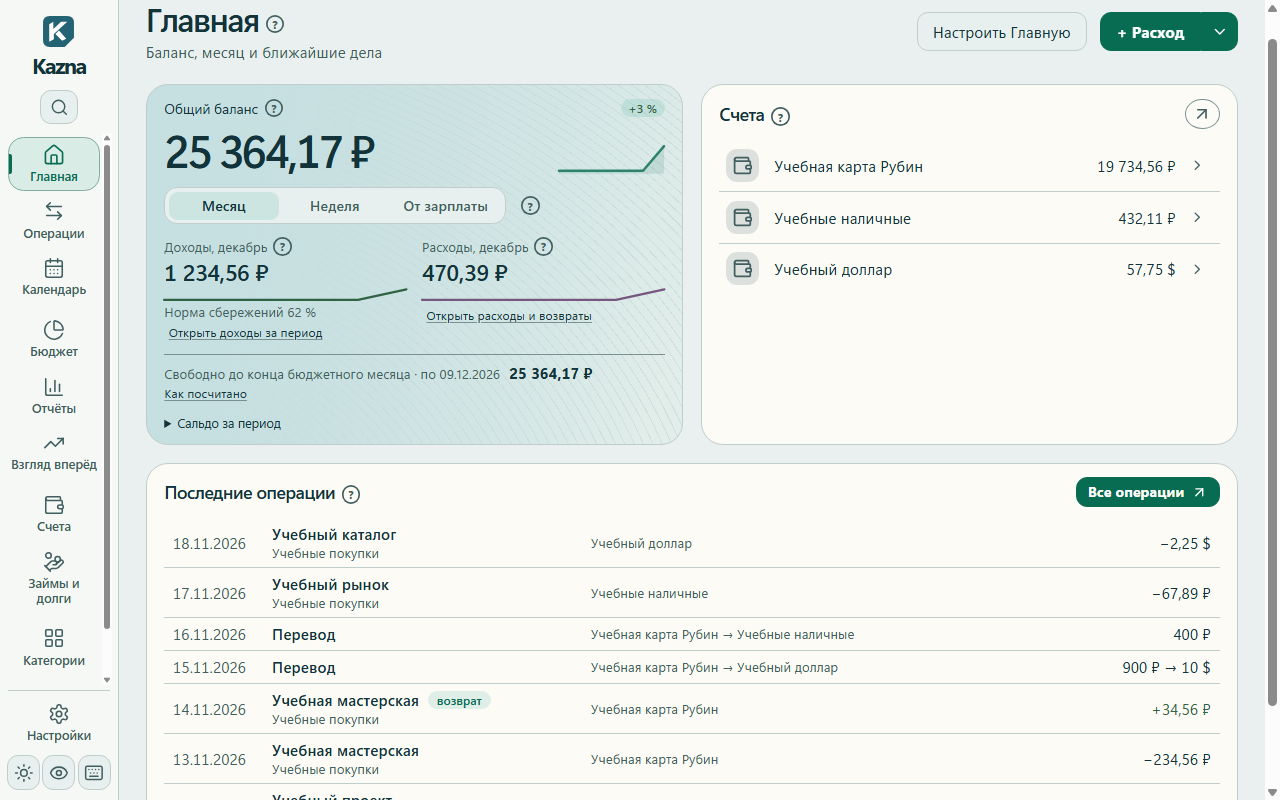 Kazna
Главная
Операции
Календарь
Бюджет
Отчёты
Взгляд вперёд
Счета
Займы и
долги
Категории
Настройки
Главная ?
Баланс, месяц и ближайшие дела
Настроить Главную
+ Расход
Общий баланс ?
+3 %
25 364,17 ₽
Месяц Неделя От зарплаты ?
Доходы, декабрь ?
1 234,56 ₽
Норма сбережений 62 %
Открыть доходы за период
Расходы, декабрь ?
470,39 ₽
Открыть расходы и возвраты
Свободно до конца бюджетного месяца · по 09.12.2026 25 364,17 ₽
Как посчитано
Сальдо за период
Счета ?
Учебная карта Рубин 19 734,56 ₽
Учебные наличные 432,11 ₽
Учебный доллар 57,75 $
Последние операции ?
Все операции
18.11.2026 Учебный каталог Учебный доллар −2,25 $
Учебные покупки
17.11.2026 Учебный рынок Учебные наличные −67,89 ₽
Учебные покупки
16.11.2026 Перевод Учебная карта Рубин → Учебные наличные 400 ₽
15.11.2026 Перевод Учебная карта Рубин → Учебный доллар 900 ₽ → 10 $
14.11.2026 Учебная мастерская возврат Учебная карта Рубин +34,56 ₽
Учебные покупки
13.11.2026 Учебная мастерская Учебная карта Рубин −234,56 ₽
Учебные покупки
Учебный проект